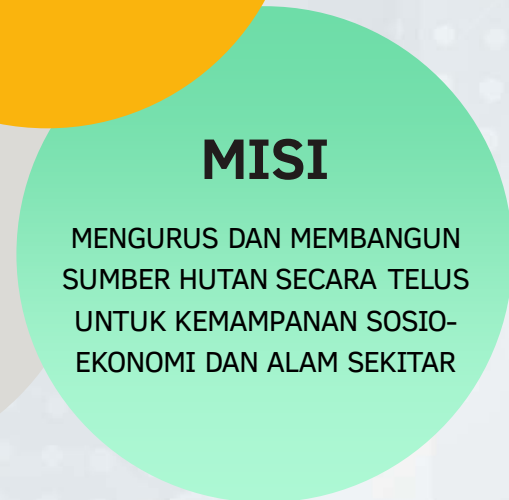 MISI
MENGURUS DAN MEMBANGUN
SUMBER HUTAN SECARA TELUS
UNTUK KEMAMPANAN SOSIO-
EKONOMI DAN ALAM SEKITAR